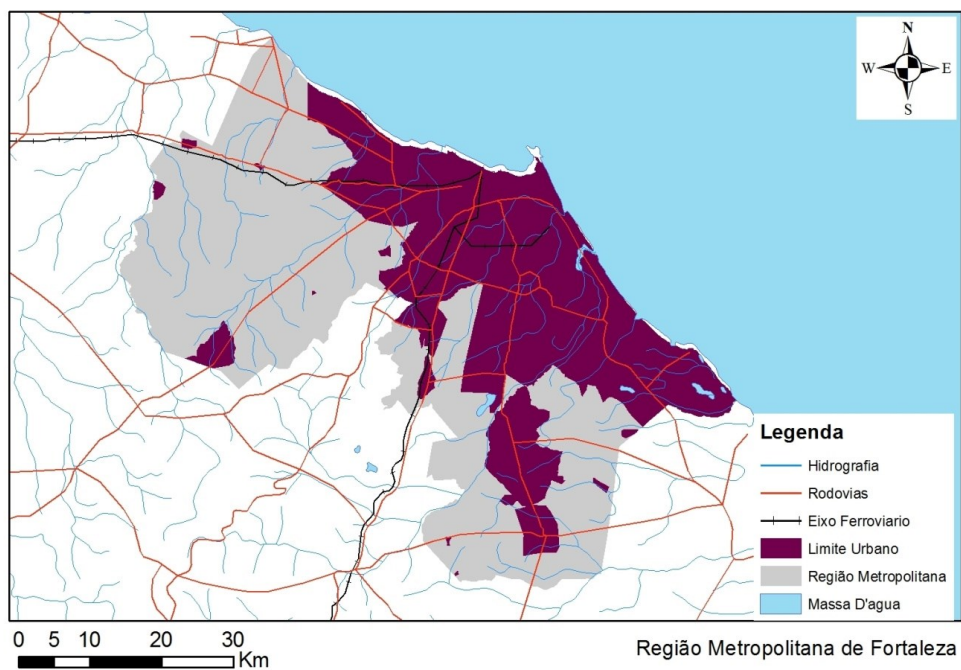 N
W E
S
Legenda
Hidrografia
Rodovias
Eixo Ferroviario
Limite Urbano
Região Metropolitana
Massa D'agua
0 5 10 20 30
Km
Região Metropolitana de Fortaleza